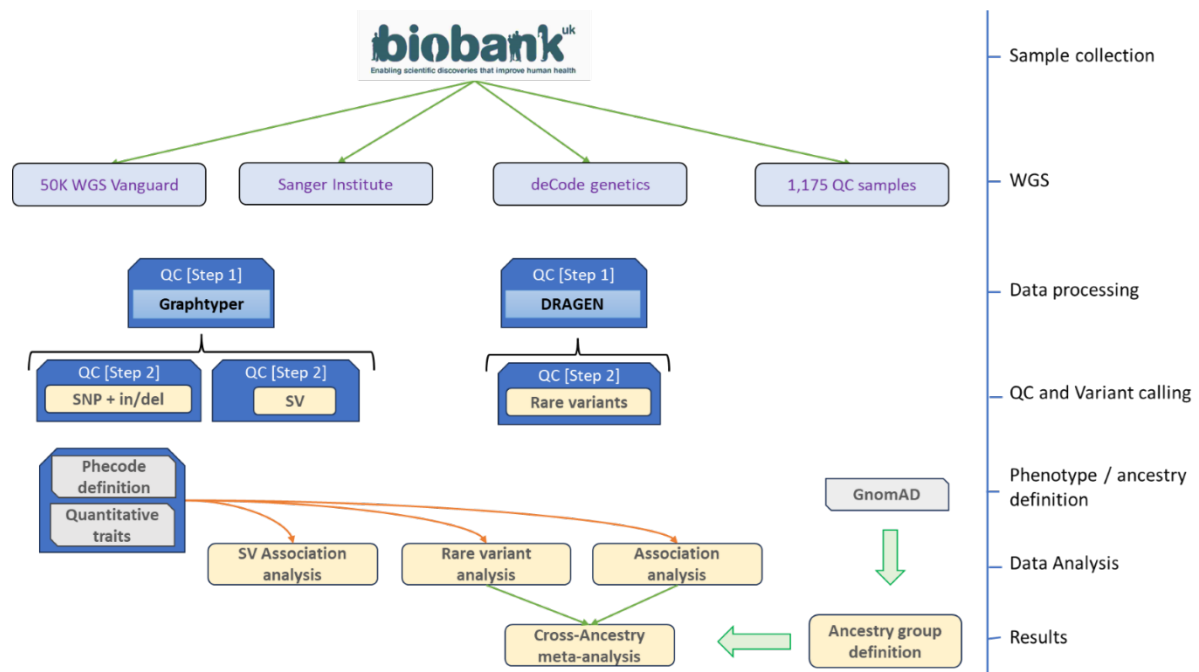 biobank uk
Enabling scientific discoveries that improve human health
Sample collection
50K WGS Vanguard
Sanger Institute
deCode genetics
1,175 QC samples
WGS
QC [Step 1]
Graphtyper
QC [Step 1]
DRAGEN
Data processing
QC [Step 2]
SNP + in/del
QC [Step 2]
SV
QC [Step 2]
Rare variants
QC and Variant calling
Phecode
definition
Quantitative
traits
GnomAD
Phenotype / ancestry
definition
SV Association
analysis
Rare variant
analysis
Association
analysis
Data Analysis
Cross-Ancestry
meta-analysis
Ancestry group
definition
Results